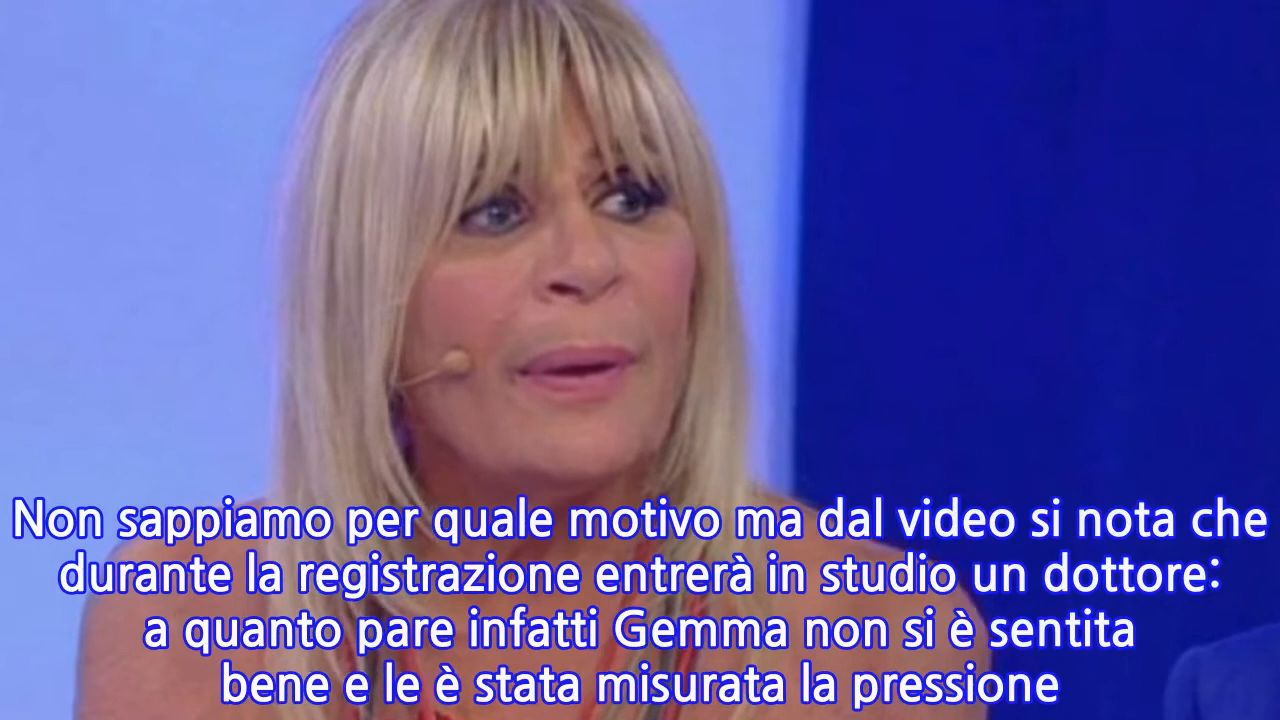 Non sappiamo per quale motivo ma dal video si nota che
durante la registrazione entrerà in studio un dottore:
a quanto pare infatti Gemma non si è sentita
bene e le è stata misurata la pressione